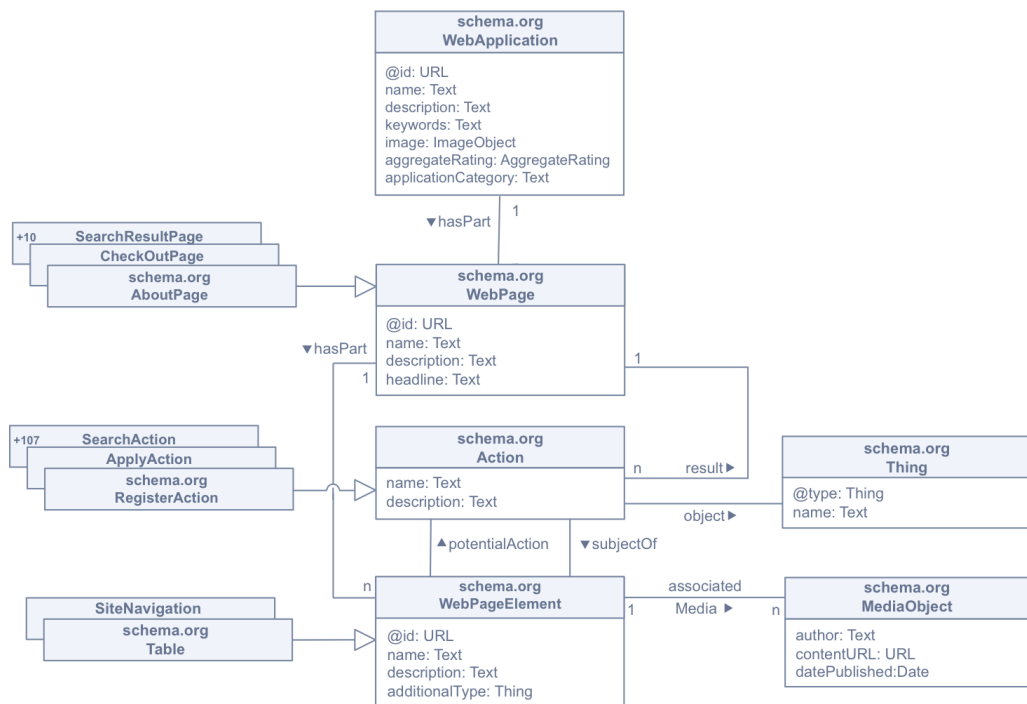 schema.org
WebApplication
@id: URL
name: Text
description: Text
keywords: Text
image: ImageObject
aggregateRating: AggregateRating
applicationCategory: Text
▼hasPart
1
+10
SearchResultPage
CheckOutPage
schema.org
AboutPage
schema.org
WebPage
@id: URL
name: Text
description: Text
headline: Text
▼hasPart
1
1
+107
SearchAction
ApplyAction
schema.org
RegisterAction
schema.org
Action
name: Text
description: Text
n
result▶
object▶
schema.org
Thing
@type: Thing
name: Text
▲potentialAction
▼subjectOf
n
SiteNavigation
schema.org
Table
schema.org
WebPageElement
@id: URL
name: Text
description: Text
additionalType: Thing
1
associated
Media ▶
n
schema.org
MediaObject
author: Text
contentURL: URL
datePublished:Date